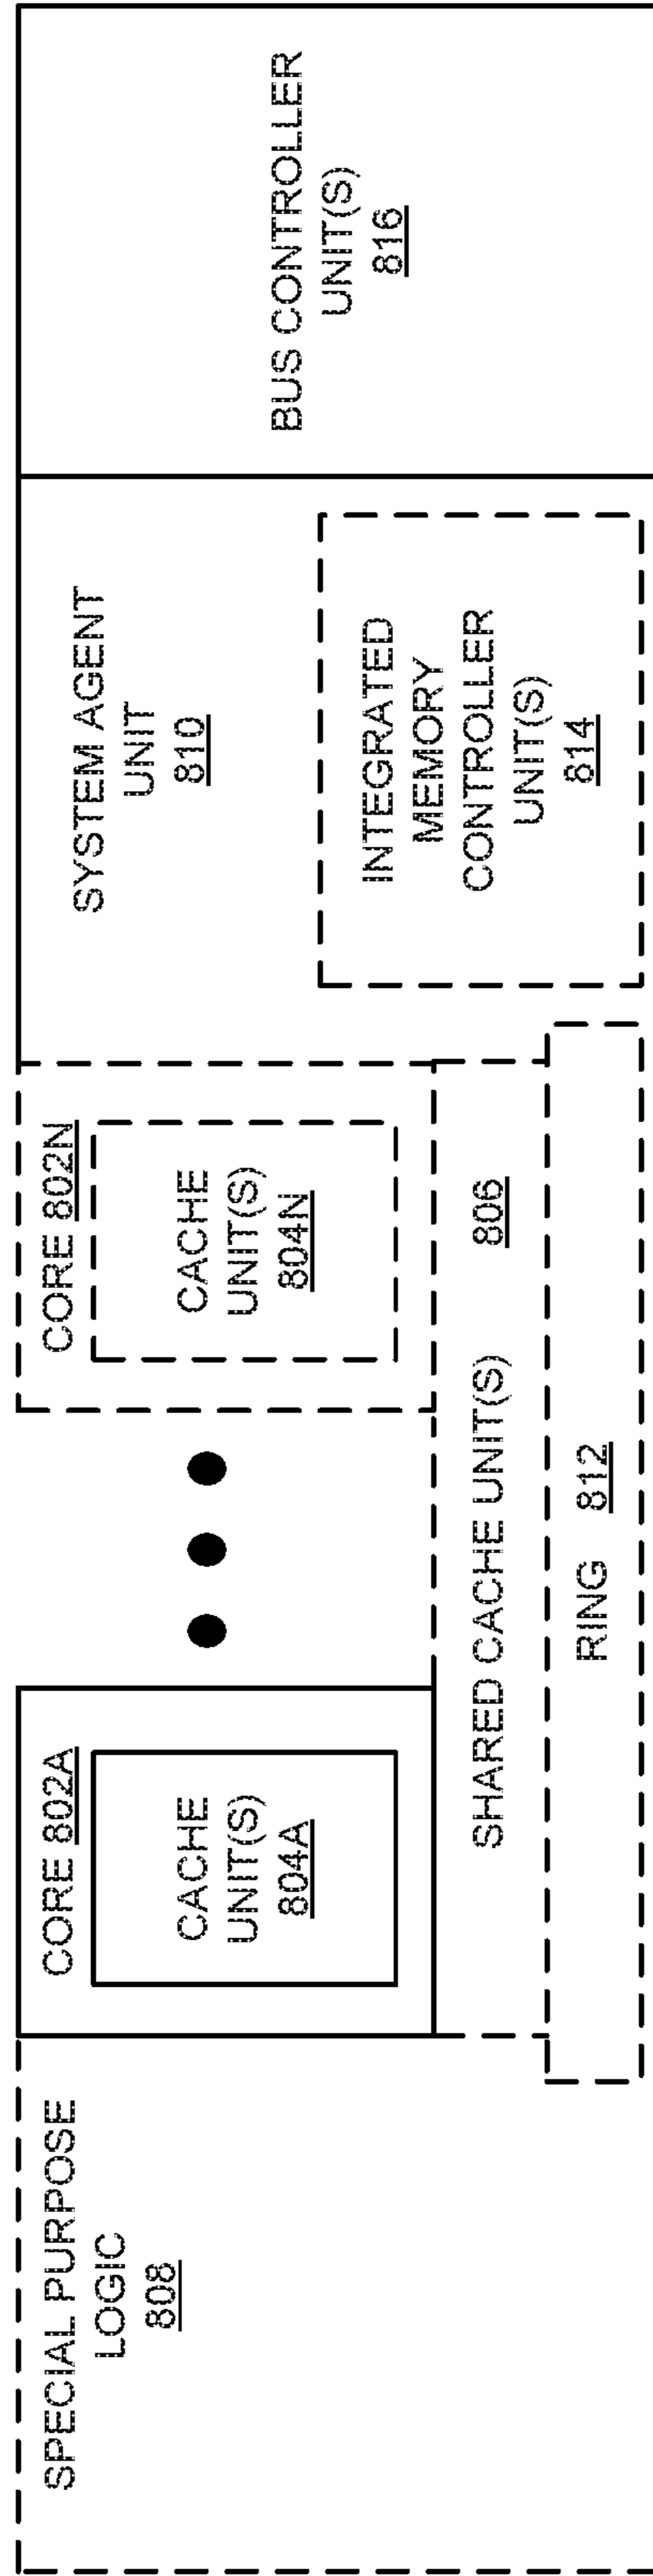 SPECIAL PURPOSE
LOGIC
808
CORE 802A
CACHE
UNIT(S)
804A
CORE 802N
CACHE
UNIT(S)
804N
SHARED CACHE UNIT(S) 806
RING 812
SYSTEM AGENT
UNIT
810
INTEGRATED
MEMORY
CONTROLLER
UNIT(S)
814
BUS CONTROLLER
UNIT(S)
816